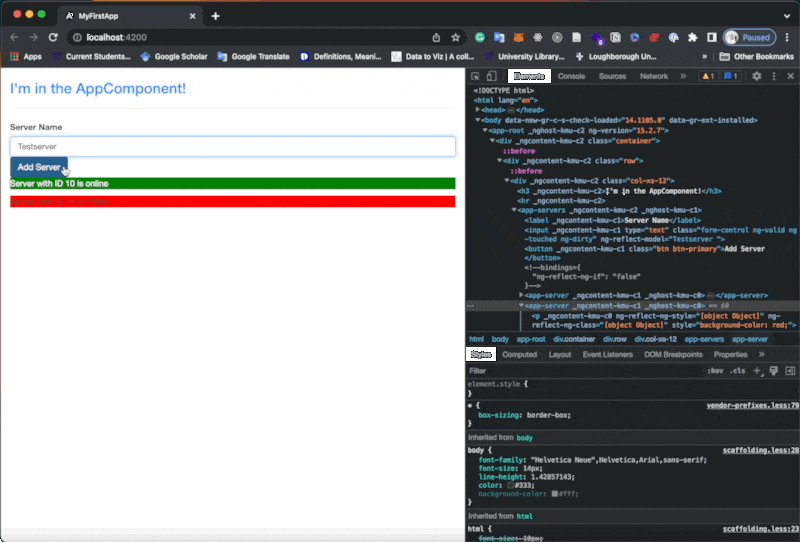 MyFirstApp
localhost:4200
Paused
Apps
Current Students...
Google Scholar
Google Translate
Definitions, Meani...
Data to Viz | A coll...
University Library...
Loughborough Un...
»
Other Bookmarks
I'm in the AppComponent!
Server Name
Testserver
Add Server
Server with ID 10 is online
Elements Console Sources Network » 1 1
<!DOCTYPE html>
<html lang="en">
<head>…</head>
<body data-new-gr-c-s-check-loaded="14.1105.0" data-gr-ext-installed>
<app-root _nghost-kmu-c2 ng-version="15.2.7">
<div _ngcontent-kmu-c2 class="container">
::before
<div _ngcontent-kmu-c2 class="row">
::before
<div _ngcontent-kmu-c2 class="col-xs-12">
<h3 _ngcontent-kmu-c2>I'm in the AppComponent!</h3>
<hr _ngcontent-kmu-c2>
<app-servers _ngcontent-kmu-c2 _nghost-kmu-c1>
<label _ngcontent-kmu-c1>Server Name</label>
<input _ngcontent-kmu-c1 type="text" class="form-control ng-valid ng
-touched ng-dirty" ng-reflect-model="Testserver ">
<button _ngcontent-kmu-c1 class="btn btn-primary">Add Server
</button>
<!--bindings={
"ng-reflect-ng-if": "false"
}-->
<app-server _ngcontent-kmu-c1 _nghost-kmu-c0>…</app-server>
<app-server _ngcontent-kmu-c1 _nghost-kmu-c0> == $0
<p _ngcontent-kmu-c0 ng-reflect-ng-style="[object Object]" ng-
reflect-ng-class="[object Object]" style="background-color: red;">
html body app-root div.container div.row div.col-xs-12 app-servers app-server
Styles Computed Layout Event Listeners DOM Breakpoints Properties »
Filter :hov .cls +
element.style {
}
* { vendor-prefixes.less:79
box-sizing: border-box;
}
Inherited from body
body { scaffolding.less:28
font-family: "Helvetica Neue",Helvetica,Arial,sans-serif;
font-size: 14px;
line-height: 1.42857143;
color: #333;
background-color: #fff;
}
Inherited from html
html { scaffolding.less:23
font-size: 10px;